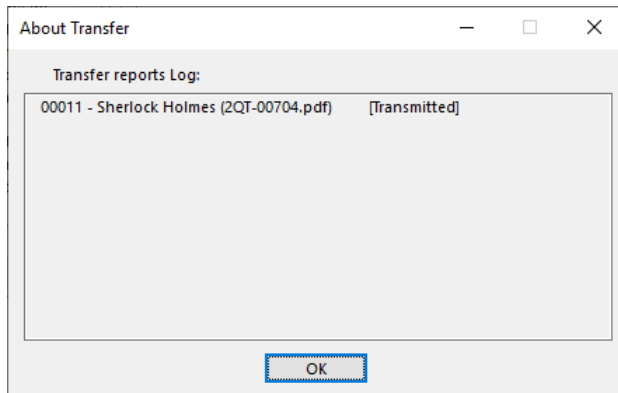 About Transfer
Transfer reports Log:
00011 - Sherlock Holmes (2QT-00704.pdf) [Transmitted]
OK